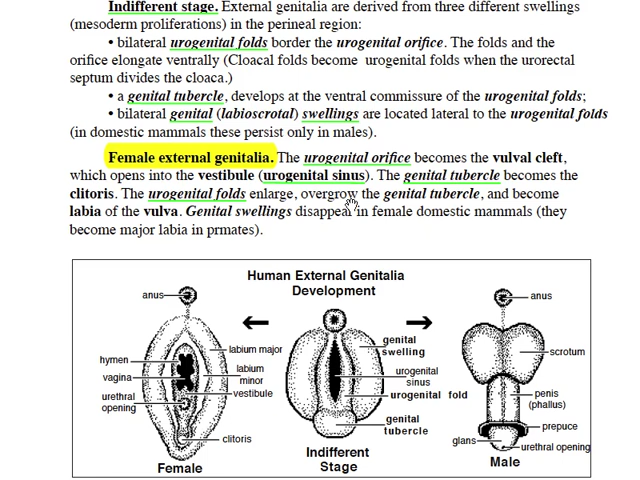 Indifferent stage. External genitalia are derived from three different swellings
(mesoderm proliferations) in the perineal region:
• bilateral urogenital folds border the urogenital orifice. The folds and the
orifice elongate ventrally (Cloacal folds become urogenital folds when the urorectal
septum divides the cloaca.)
• a genital tubercle, develops at the ventral commissure of the urogenital folds;
• bilateral genital (labioscrotal) swellings are located lateral to the urogenital folds
(in domestic mammals these persist only in males).
Female external genitalia. The urogenital orifice becomes the vulval cleft,
which opens into the vestibule (urogenital sinus). The genital tubercle becomes the
clitoris. The urogenital folds enlarge, overgrow the genital tubercle, and become
labia of the vulva. Genital swellings disappear in female domestic mammals (they
become major labia in prmates).
Human External Genitalia
Development
anus
labium major
hymen
labium
minor
vagina
vestibule
urethral
opening
clitoris
Female
genital
swelling
urogenital
sinus
urogenital fold
genital
tubercle
Indifferent
Stage
anus
scrotum
penis
(phallus)
prepuce
glans
urethral opening
Male